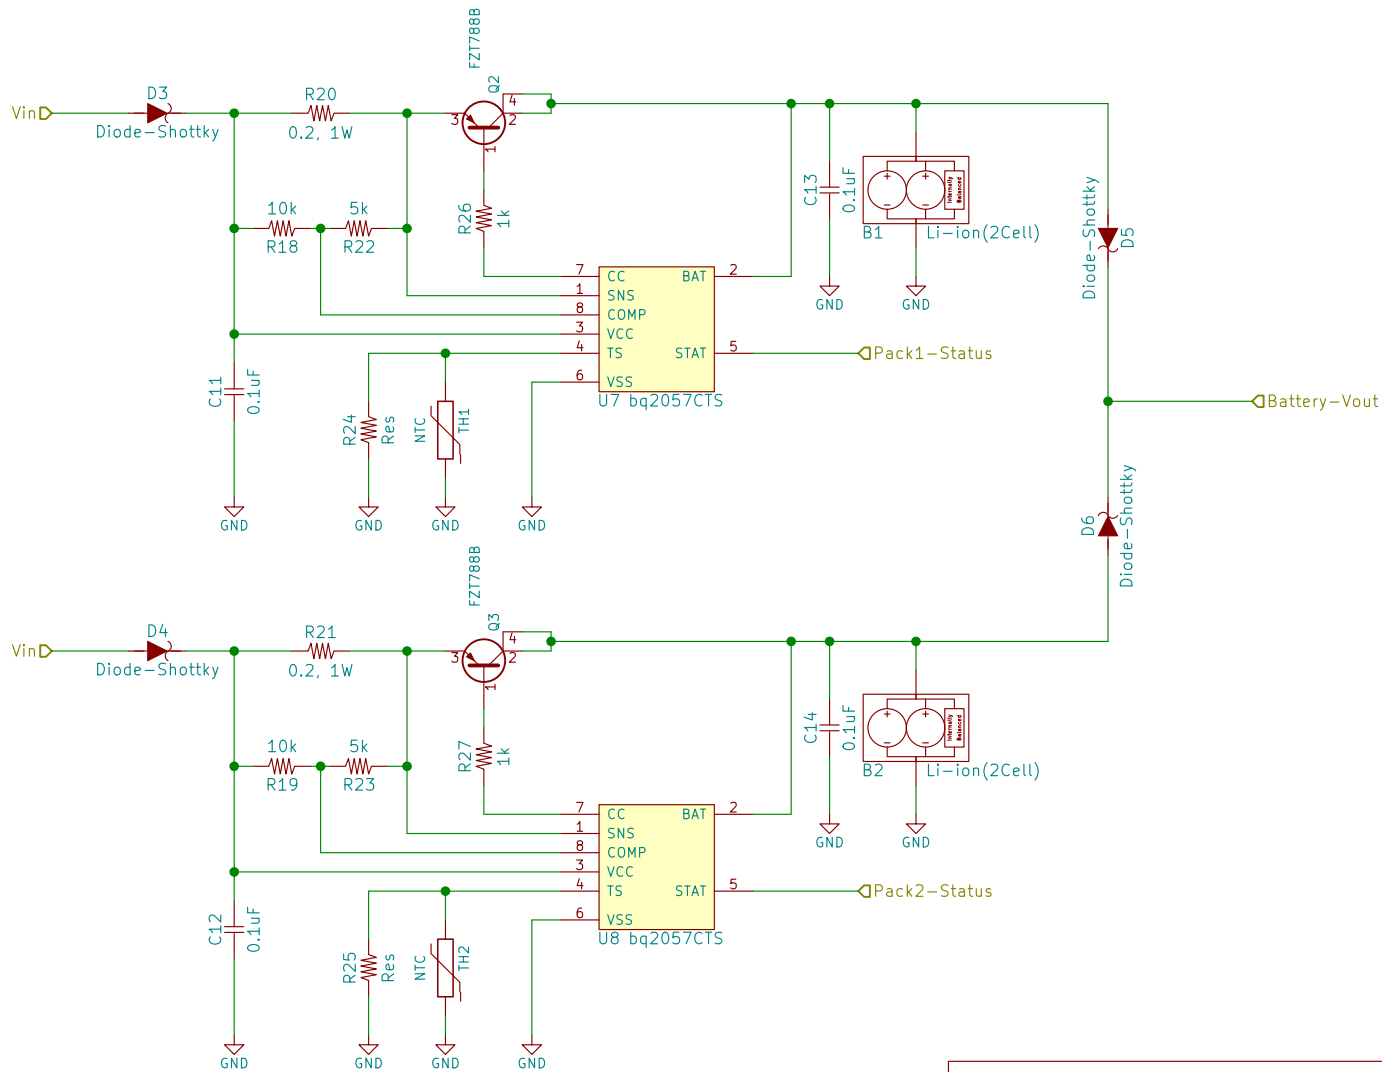 FZT788B
Q2
4
3
2
1
Vin
D3
Diode-Shottky
R20
0.2, 1W
10k
R18
5k
R22
R26
1k
C13
0.1uF
GND
+
−
+
−
Internally
Balanced
B1
Li-ion(2Cell)
GND
Diode-Shottky
D5
7
CC
BAT
2
1
SNS
8
COMP
3
VCC
4
TS
STAT
5
Pack1-Status
6
VSS
U7 bq2057CTS
C11
0.1uF
R24
Res
NTC
TH1
GND
GND
GND
GND
Battery-Vout
D6
Diode-Shottky
FZT788B
Q3
4
3
2
1
Vin
D4
Diode-Shottky
R21
0.2, 1W
10k
R19
5k
R23
R27
1k
C14
0.1uF
GND
+
−
+
−
Internally
Balanced
B2
Li-ion(2Cell)
GND
7
CC
BAT
2
1
SNS
8
COMP
3
VCC
4
TS
STAT
5
Pack2-Status
6
VSS
U8 bq2057CTS
C12
0.1uF
R25
Res
NTC
TH2
GND
GND
GND
GND